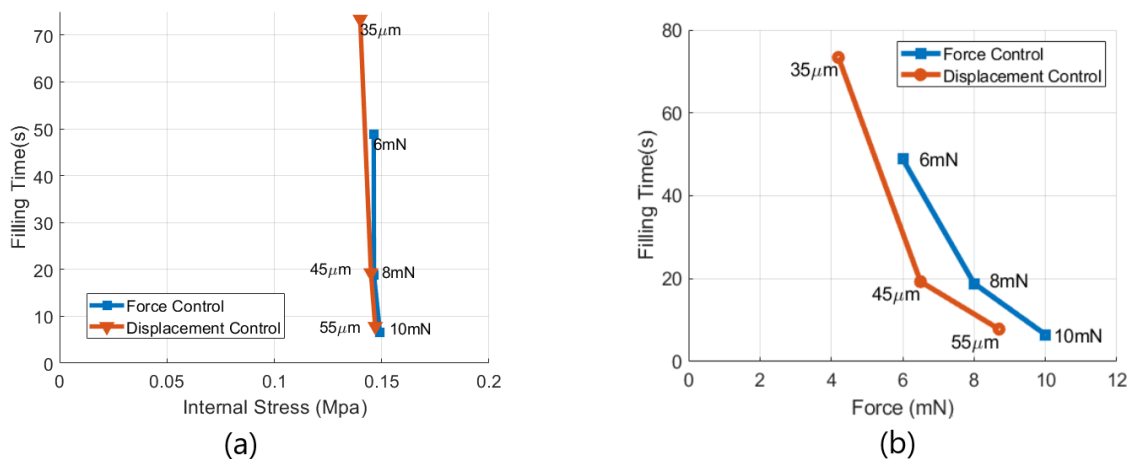 70
60
50
40
30
20
10
0
Filling Time(s)
35μm
6mN
45μm
8mN
55μm
10mN
Force Control
Displacement Control
0
0.05
0.1
0.15
0.2
Internal Stress (Mpa)
(a)
80
60
40
20
0
Filling Time(s)
Force Control
Displacement Control
35μm
6mN
8mN
45μm
55μm
10mN
0
2
4
6
8
10
12
Force (mN)
(b)